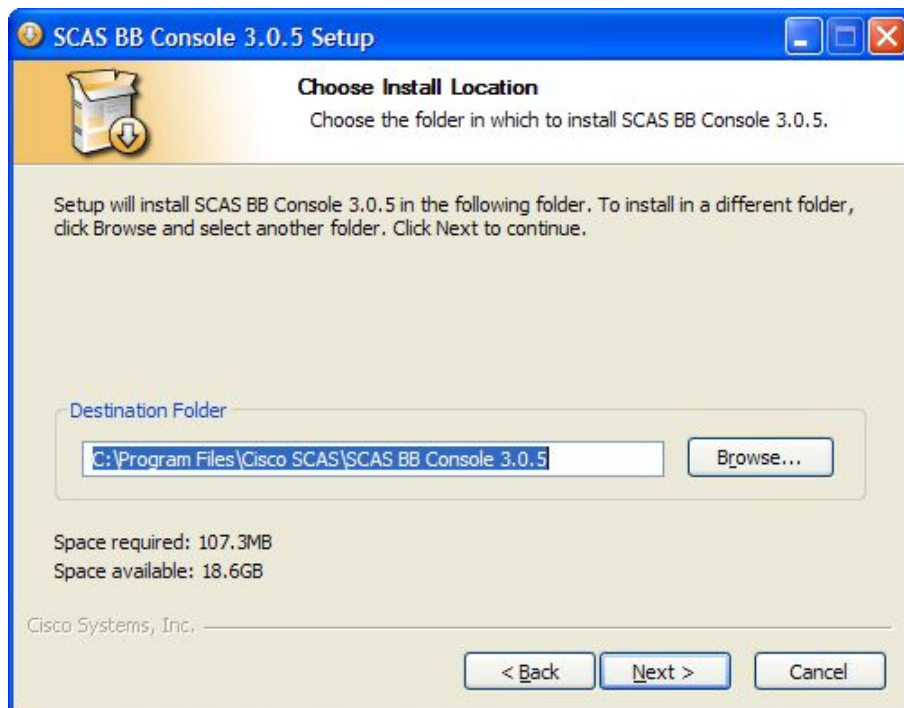 SCAS BB Console 3.0.5 Setup
Choose Install Location
Choose the folder in which to install SCAS BB Console 3.0.5.
Setup will install SCAS BB Console 3.0.5 in the following folder. To install in a different folder,
click Browse and select another folder. Click Next to continue.
Destination Folder
C:\Program Files\Cisco SCAS\SCAS BB Console 3.0.5
Browse...
Space required: 107.3MB
Space available: 18.6GB
Cisco Systems, Inc.
< Back Next > Cancel